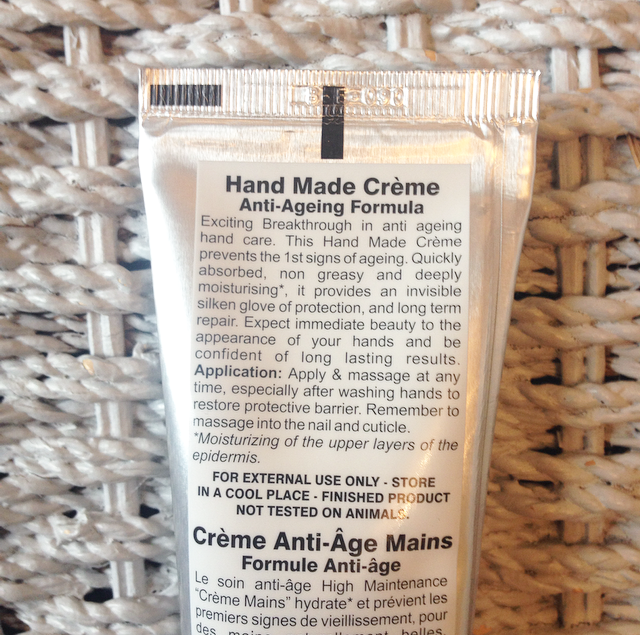 Hand Made Crème
Anti-Ageing Formula
Exciting Breakthrough in anti ageing
hand care. This Hand Made Crème
prevents the 1st signs of ageing. Quickly
absorbed, non greasy and deeply
moisturising*, it provides an invisible
silken glove of protection, and long term
repair. Expect immediate beauty to the
appearance of your hands and be
confident of long lasting results.
Application: Apply & massage at any
time, especially after washing hands to
restore protective barrier. Remember to
massage into the nail and cuticle.
*Moisturizing of the upper layers of the
epidermis.
FOR EXTERNAL USE ONLY - STORE
IN A COOL PLACE - FINISHED PRODUCT
NOT TESTED ON ANIMALS.
Crème Anti-Âge Mains
Formule Anti-âge
Le soin anti-âge High Maintenance
"Crème Mains" hydrate* et prévient les
premiers signes de vieillissement, pour
des mains belles,